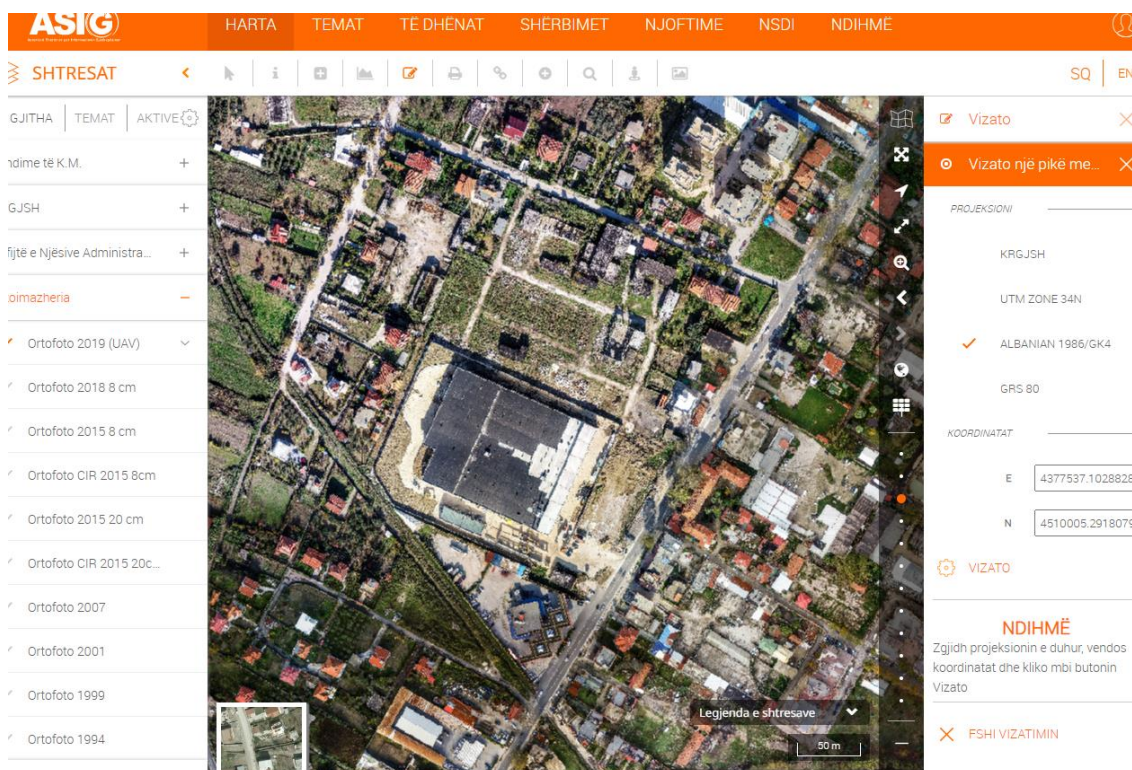 ASIG
HARTA TEMAT TË DHËNAT SHËRBIMET NJOFTIME NSDI NDIHMË
SHTRESAT
SQ EN
GJITHA TEMAT AKTIVE
ndime të K.M.
GJSH
fijtë e Njësive Administra...
oimazheria
Ortofoto 2019 (UAV)
Ortofoto 2018 8 cm
Ortofoto 2015 8 cm
Ortofoto CIR 2015 8cm
Ortofoto 2015 20 cm
Ortofoto CIR 2015 20c...
Ortofoto 2007
Ortofoto 2001
Ortofoto 1999
Ortofoto 1994
Legjenda e shtresave
50 m
Vizato
Vizato një pikë me...
PROJEKSIONI
KRGJSH
UTM ZONE 34N
ALBANIAN 1986/GK4
GRS 80
KOORDINATAT
E 4377537.1028828
N 4510005.2918079
VIZATO
NDIHMË
Zgjidh projeksionin e duhur, vendos
koordinatat dhe kliko mbi butonin
Vizato
FSHI VIZATIMIN